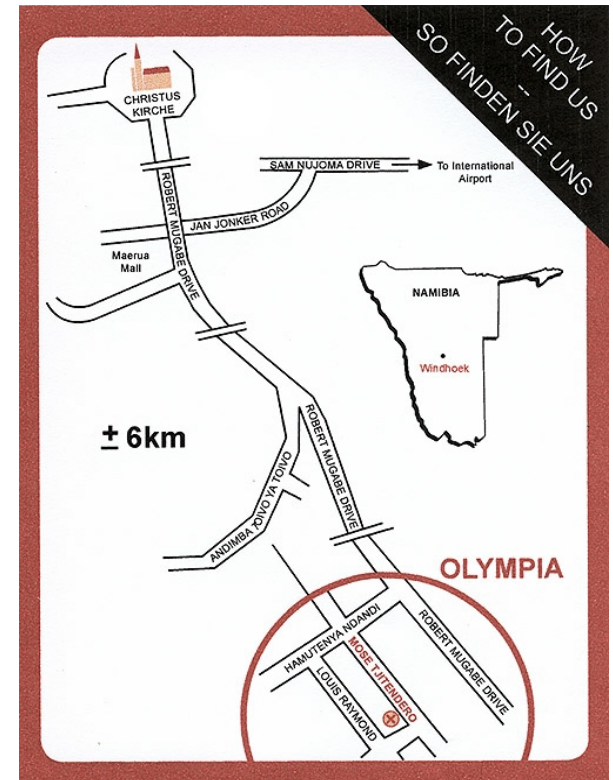 HOW
TO FIND US
--
SO FINDEN SIE UNS
CHRISTUS
KIRCHE
SAM NUJOMA DRIVE
To International
Airport
ROBERT MUGABE DRIVE
JAN JONKER ROAD
Maerua
Mall
NAMIBIA
Windhoek
± 6km
ROBERT MUGABE DRIVE
ANDIMBA TOIVO YA TOIVO
OLYMPIA
HAMUTENYA NDANDI
ROBERT MUGABE DRIVE
MOSE TJITENDERO
LOUIS RAYMOND